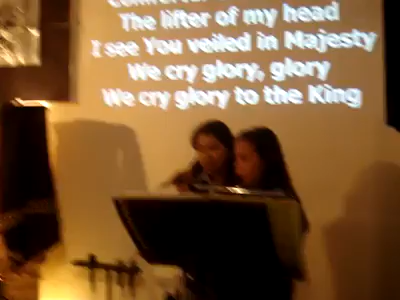 The lifter of my head
I see You veiled in Majesty
We cry glory, glory
We cry glory to the King